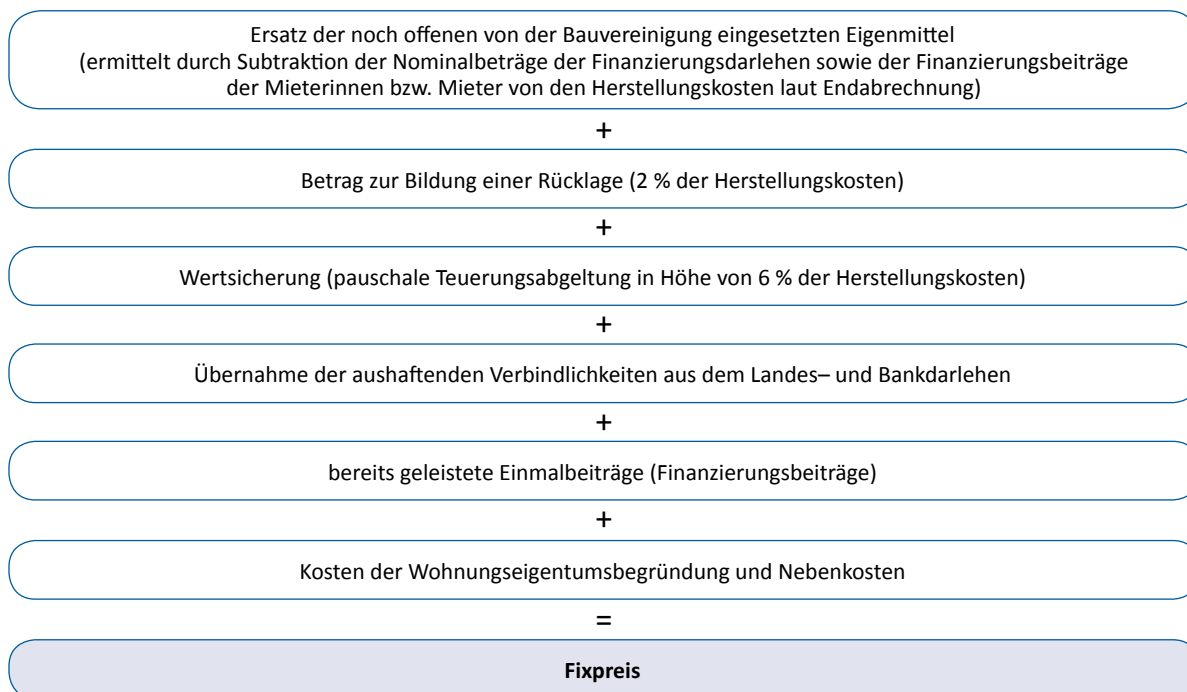 Ersatz der noch offenen von der Bauvereinigung eingesetzten Eigenmittel
(ermittelt durch Subtraktion der Nominalbeträge der Finanzierungsdarlehen sowie der Finanzierungsbeiträge
der Mieterinnen bzw. Mieter von den Herstellungskosten laut Endabrechnung)
+
Betrag zur Bildung einer Rücklage (2 % der Herstellungskosten)
+
Wertsicherung (pauschale Teuerungsabgeltung in Höhe von 6 % der Herstellungskosten)
+
Übernahme der aushaftenden Verbindlichkeiten aus dem Landes– und Bankdarlehen
+
bereits geleistete Einmalbeiträge (Finanzierungsbeiträge)
+
Kosten der Wohnungseigentumsbegründung und Nebenkosten
=
Fixpreis